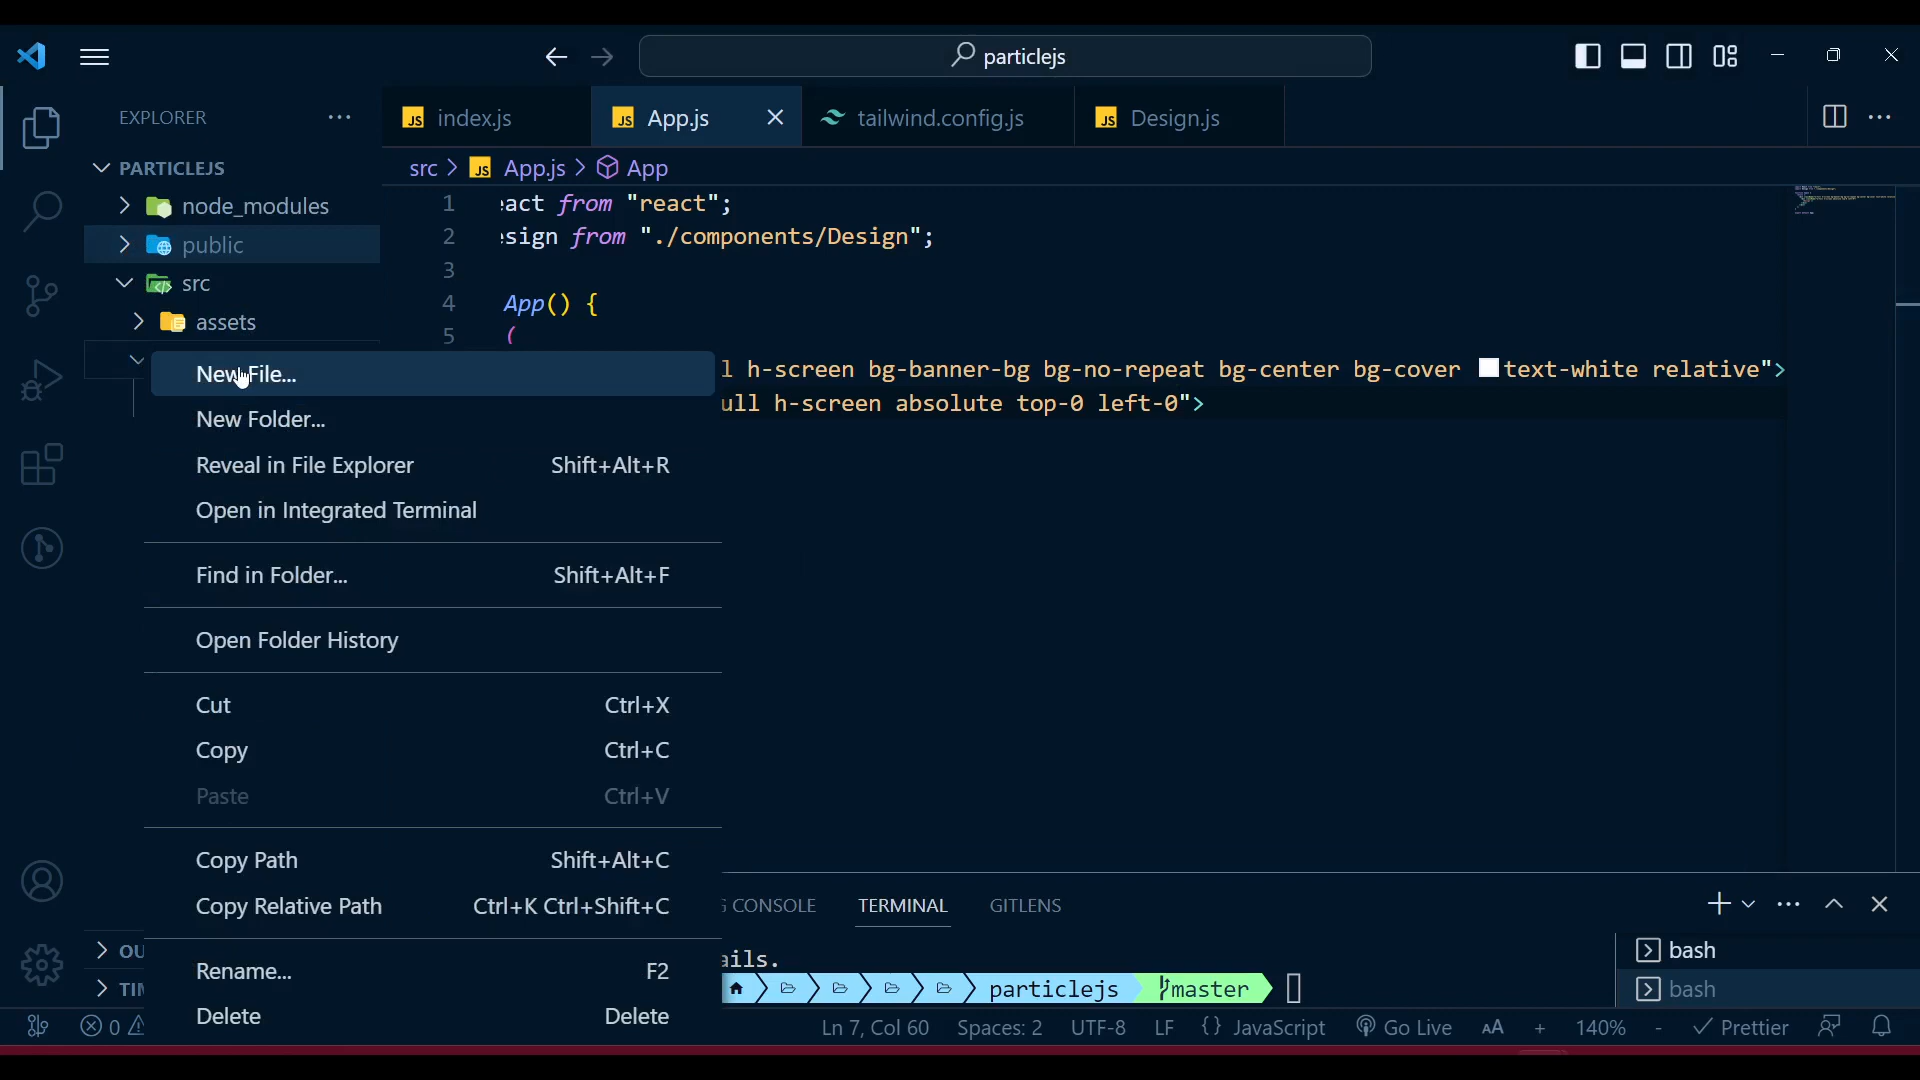 particlejs
EXPLORER
index.js
App.js
tailwind.config.js
Design.js
PARTICLEJS
src > JS App.js > App
node_modules
public
src
assets
1 act from "react";
2 sign from "./components/Design";
3
4 App() {
5 (
l h-screen bg-banner-bg bg-no-repeat bg-center bg-cover text-white relative">
ull h-screen absolute top-0 left-0">
New File...
New Folder...
Reveal in File Explorer Shift+Alt+R
Open in Integrated Terminal
Find in Folder... Shift+Alt+F
Open Folder History
Cut Ctrl+X
Copy Ctrl+C
Paste Ctrl+V
Copy Path Shift+Alt+C
Copy Relative Path Ctrl+K Ctrl+Shift+C
Rename... F2
Delete Delete
OU
TIM
CONSOLE TERMINAL GITLENS
ails.
particlejs master
bash
bash
0
Ln 7, Col 60 Spaces: 2 UTF-8 LF {} JavaScript Go Live AA + 140% - Prettier